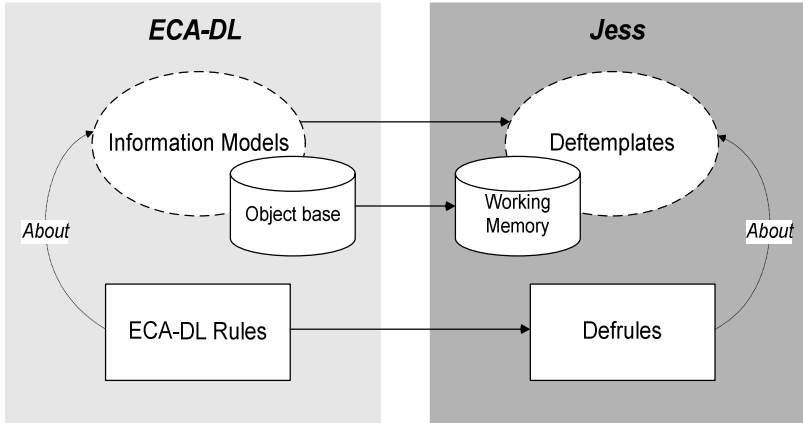 ECA-DL
Jess
Information Models
Deftemplates
Object base
Working
Memory
About
About
ECA-DL Rules
Defrules